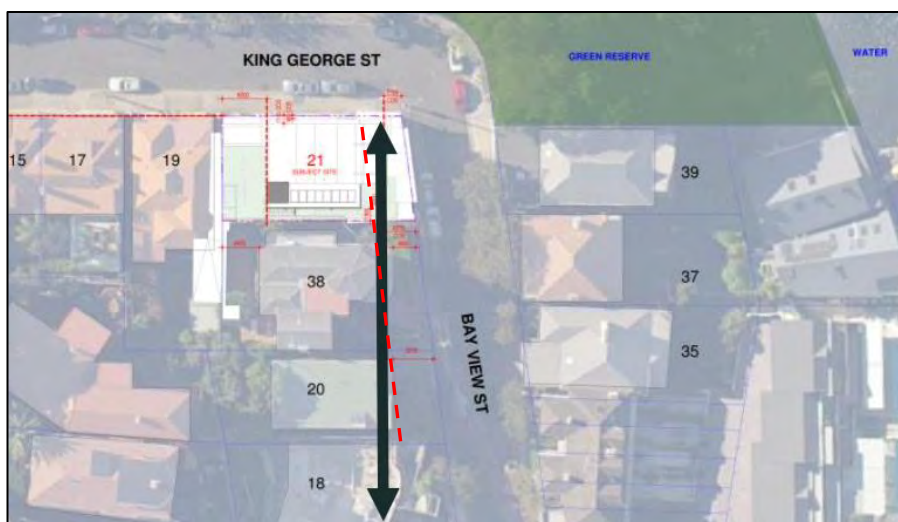 KING GEORGE ST
GREEN RESERVE
WATER
15
17
19
21
SUBJECT SITE
39
38
37
BAY VIEW ST
35
20
18